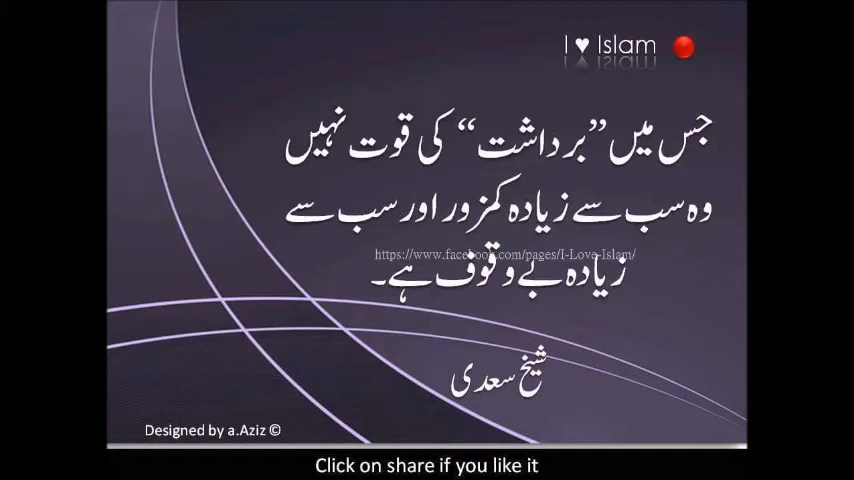 I ♥ Islam
جس میں ”برداشت“ کی قوت نہیں
وہ سب سے زیادہ کمزور اور سب سے
https://www.facebook.com/pages/I-Love-Islam/
زیادہ بے وقوف ہے۔
شیخ سعدی
Designed by a.Aziz ©
Click on share if you like it